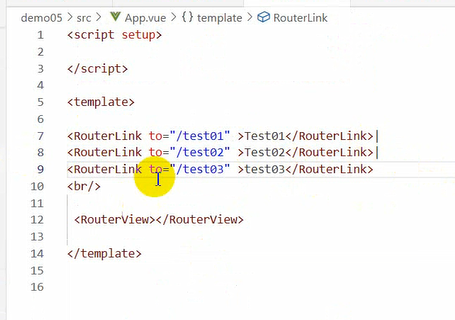 demo05 > src > App.vue > {} template > RouterLink
1 <script setup>
2
3 </script>
4
5 <template>
6
7 <RouterLink to="/test01" >Test01</RouterLink>|
8 <RouterLink to="/test02" >Test02</RouterLink>|
9 <RouterLink to="/test03" >test03</RouterLink>
10 <br/>
11
12 <RouterView></RouterView>
13
14 </template>
15
16